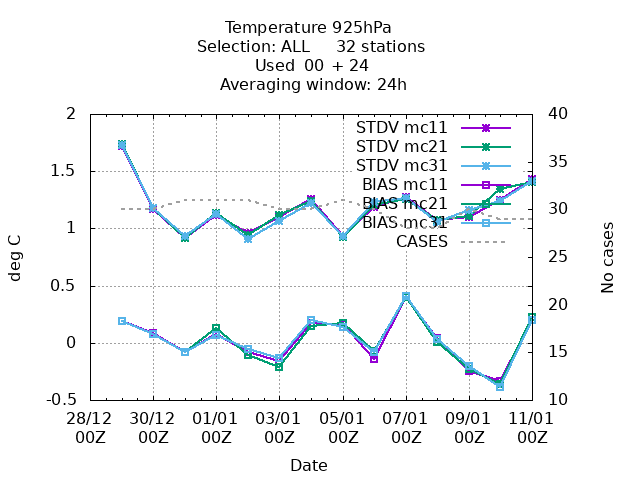 Temperature 925hPa
Selection: ALL 32 stations
Used 00 + 24
Averaging window: 24h
deg C
2
1.5
1
0.5
0
-0.5
STDV mc11
STDV mc21
STDV mc31
BIAS mc11
BIAS mc21
BIAS mc31
CASES
40
35
30
25
20
15
10
No cases
28/12 30/12 01/01 03/01 05/01 07/01 09/01 11/01
00Z 00Z 00Z 00Z 00Z 00Z 00Z 00Z
Date